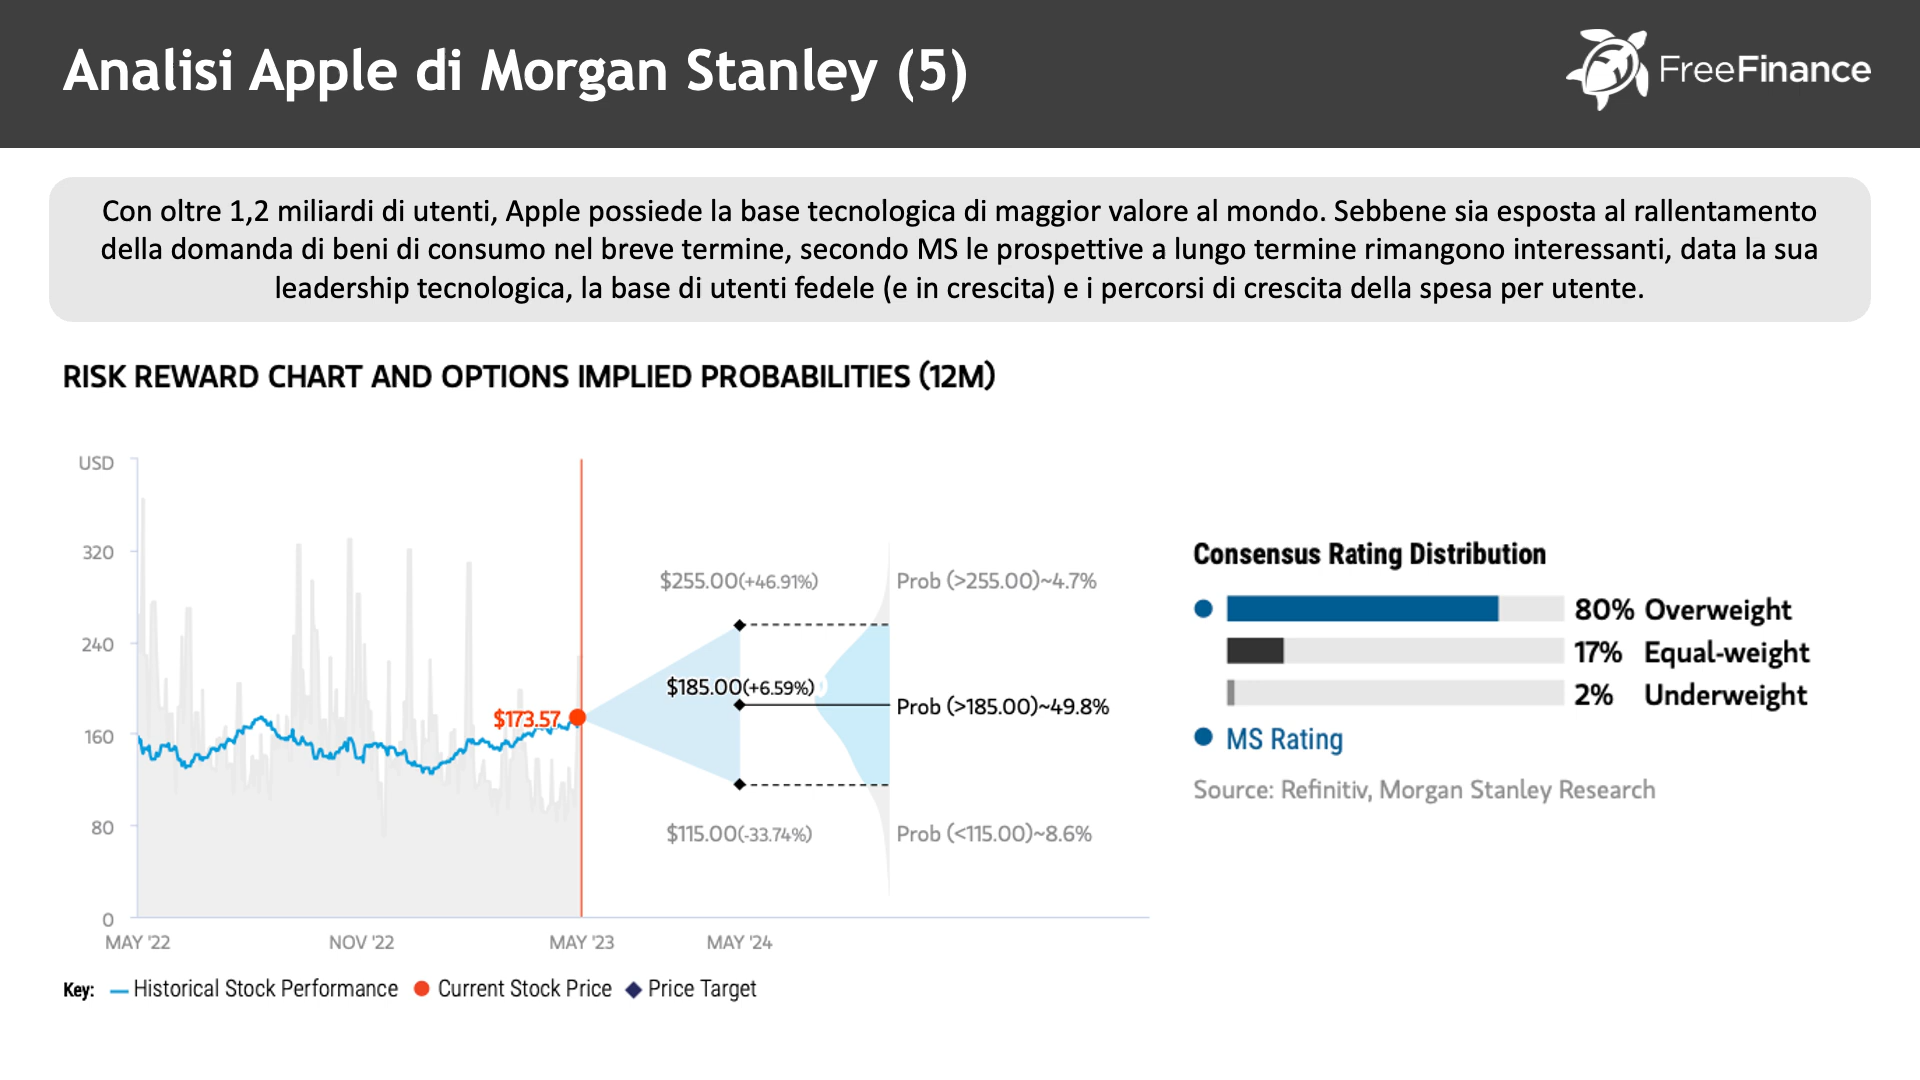 Analisi Apple di Morgan Stanley (5)
FreeFinance
Con oltre 1,2 miliardi di utenti, Apple possiede la base tecnologica di maggior valore al mondo. Sebbene sia esposta al rallentamento
della domanda di beni di consumo nel breve termine, secondo MS le prospettive a lungo termine rimangono interessanti, data la sua
leadership tecnologica, la base di utenti fedele (e in crescita) e i percorsi di crescita della spesa per utente.
RISK REWARD CHART AND OPTIONS IMPLIED PROBABILITIES (12M)
USD
320
240
160
80
0
MAY '22
NOV '22
MAY '23
MAY '24
$173.57
$255.00(+46.91%)
$185.00(+6.59%)
$115.00(-33.74%)
Prob (>255.00)~4.7%
Prob (>185.00)~49.8%
Prob (<115.00)~8.6%
Key: Historical Stock Performance Current Stock Price Price Target
Consensus Rating Distribution
80% Overweight
17% Equal-weight
2% Underweight
MS Rating
Source: Refinitiv, Morgan Stanley Research